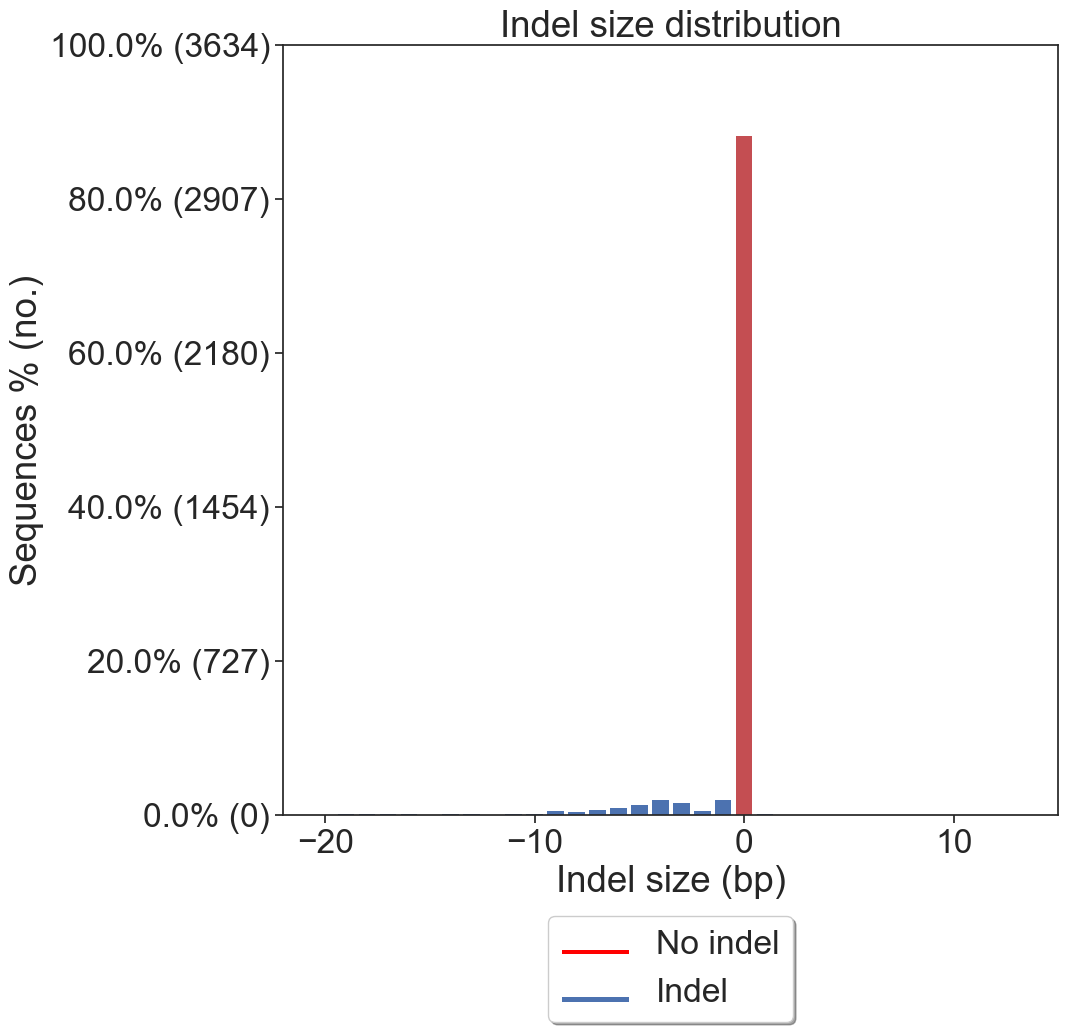 Indel size distribution
100.0% (3634)
80.0% (2907)
60.0% (2180)
40.0% (1454)
20.0% (727)
0.0% (0)
Sequences % (no.)
−20 −10 0 10
Indel size (bp)
No indel
Indel